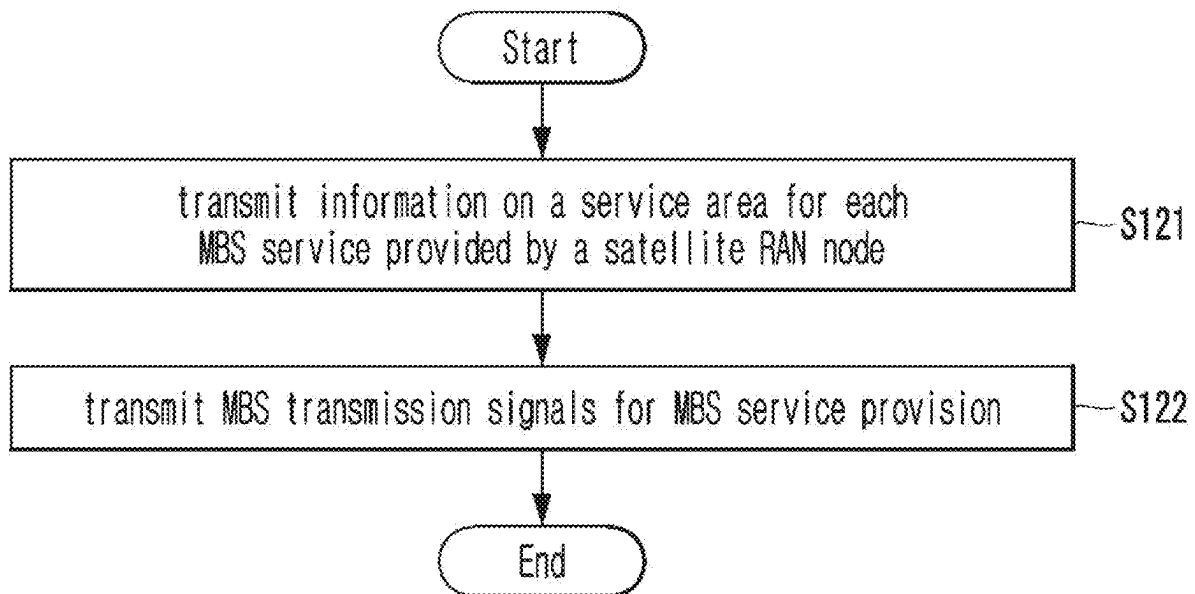 Start
transmit information on a service area for each
MBS service provided by a satellite RAN node
S121
transmit MBS transmission signals for MBS service provision
S122
End